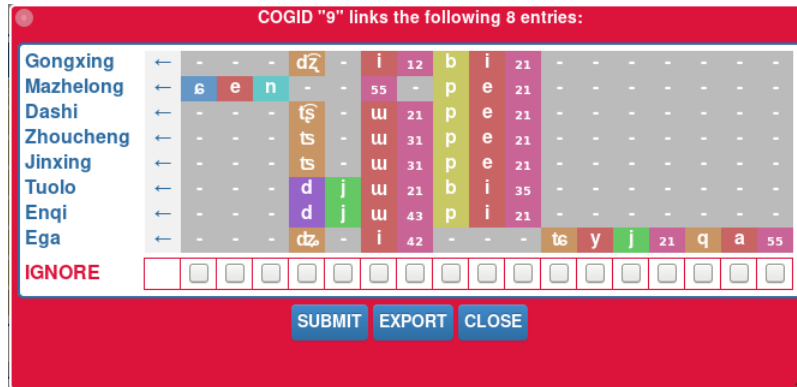 COGID "9" links the following 8 entries:
Gongxing ← - - - d͡ʐ - i 12 b i 21 - - - - - - -
Mazhelong ← ɕ e n - - 55 - p e 21 - - - - - - -
Dashi ← - - - t͡ʂ - ɯ 21 p e 21 - - - - - - -
Zhoucheng ← - - - ts - ɯ 31 p e 21 - - - - - - -
Jinxing ← - - - ts - ɯ 31 p e 21 - - - - - - -
Tuolo ← - - - d j ɯ 21 b i 35 - - - - - - -
Enqi ← - - - d j ɯ 43 p i 21 - - - - - - -
Ega ← - - - dʑ - i 42 - - - tɕ y j 21 q a 55
IGNORE
SUBMIT EXPORT CLOSE